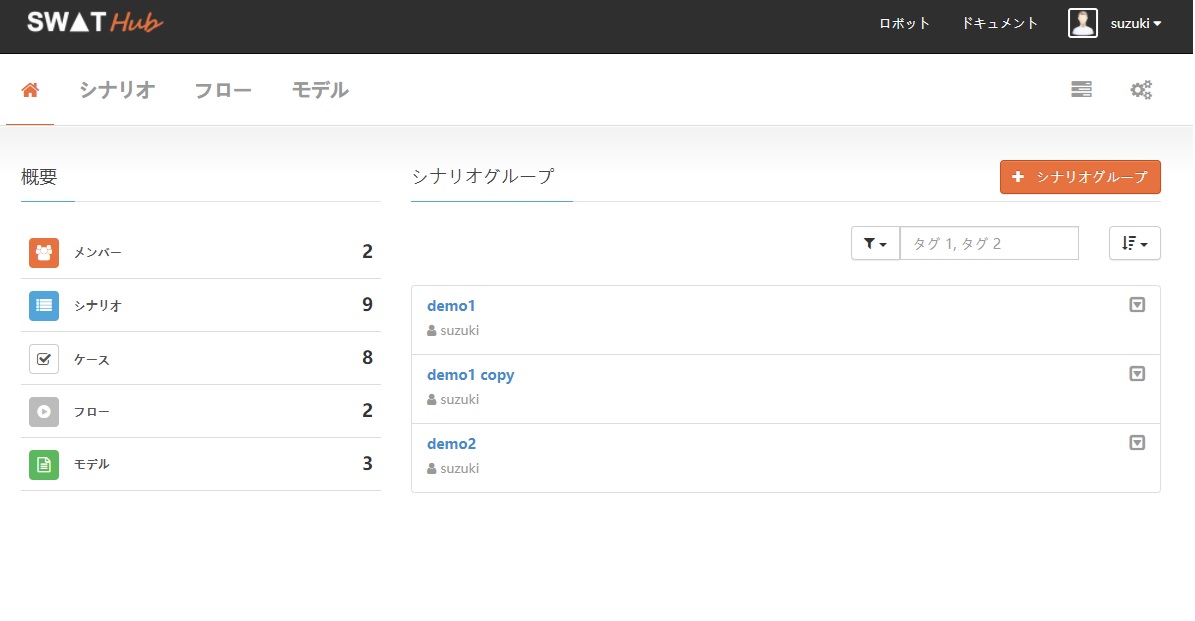 SWAT Hub
ロボット ドキュメント suzuki
シナリオ フロー モデル
概要
メンバー 2
シナリオ 9
ケース 8
フロー 2
モデル 3
シナリオグループ
シナリオグループ
タグ 1, タグ 2
demo1
suzuki
demo1 copy
suzuki
demo2
suzuki